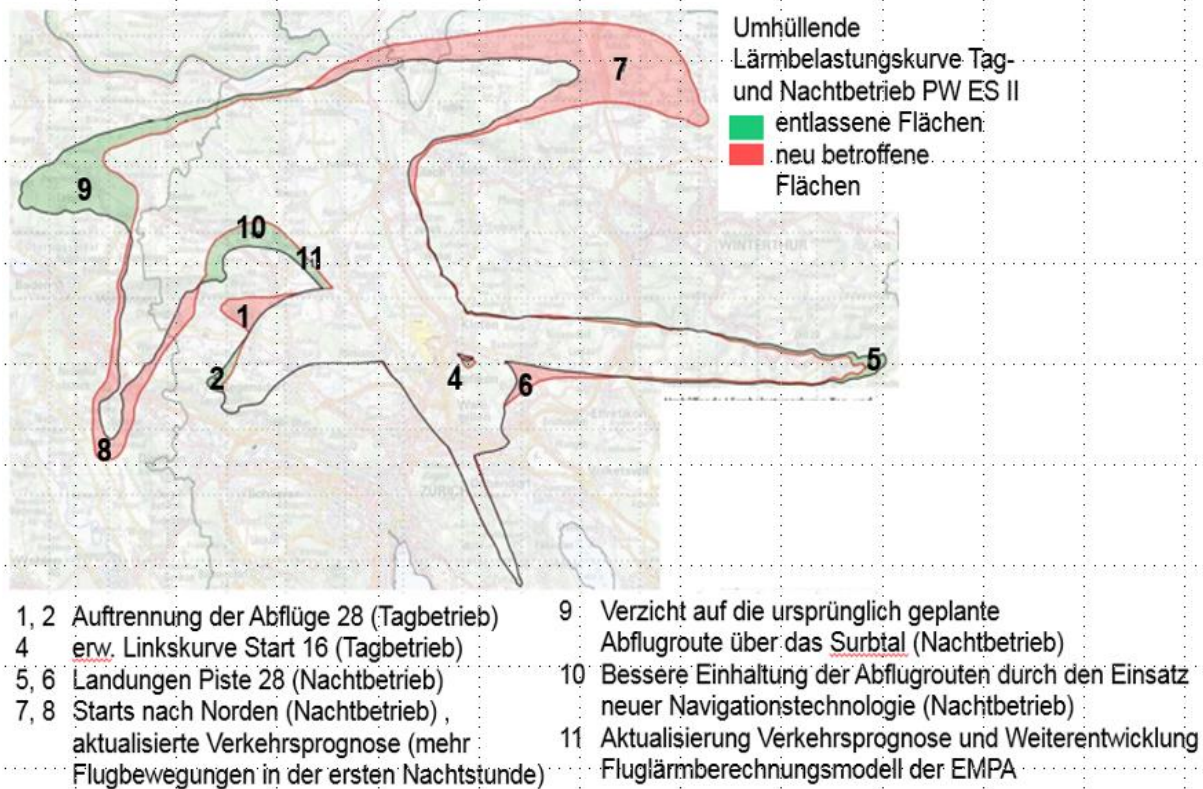 Umhüllende
Lärmbelastungskurve Tag-
und Nachtbetrieb PW ES II
entlassene Flächen
neu betroffene
Flächen
7
9
10
11
1
2
4
5
6
8
WINTERTHUR
ZÜRICH
1, 2 Auftrennung der Abflüge 28 (Tagbetrieb)
4 erw. Linkskurve Start 16 (Tagbetrieb)
5, 6 Landungen Piste 28 (Nachtbetrieb)
7, 8 Starts nach Norden (Nachtbetrieb) ,
aktualisierte Verkehrsprognose (mehr
Flugbewegungen in der ersten Nachtstunde)
9 Verzicht auf die ursprünglich geplante
Abflugroute über das Surbtal (Nachtbetrieb)
10 Bessere Einhaltung der Abflugrouten durch den Einsatz
neuer Navigationstechnologie (Nachtbetrieb)
11 Aktualisierung Verkehrsprognose und Weiterentwicklung
Fluglärmberechnungsmodell der EMPA